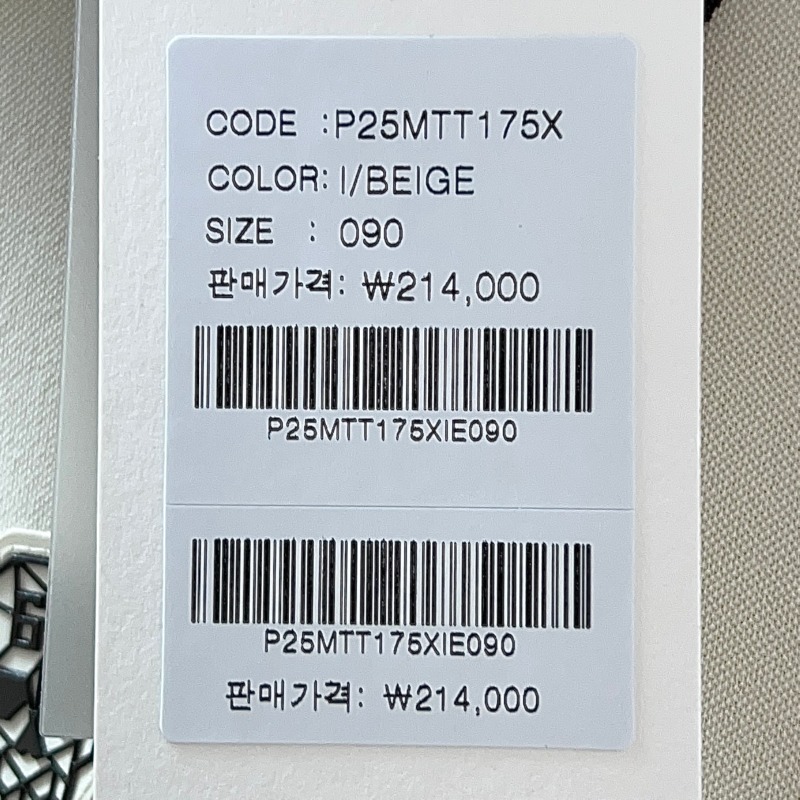 CODE :P25MTT175X
COLOR: I/BEIGE
SIZE : 090
판매가격: ₩214,000
P25MTT175XIE090
P25MTT175XIE090
판매가격: ₩214,000